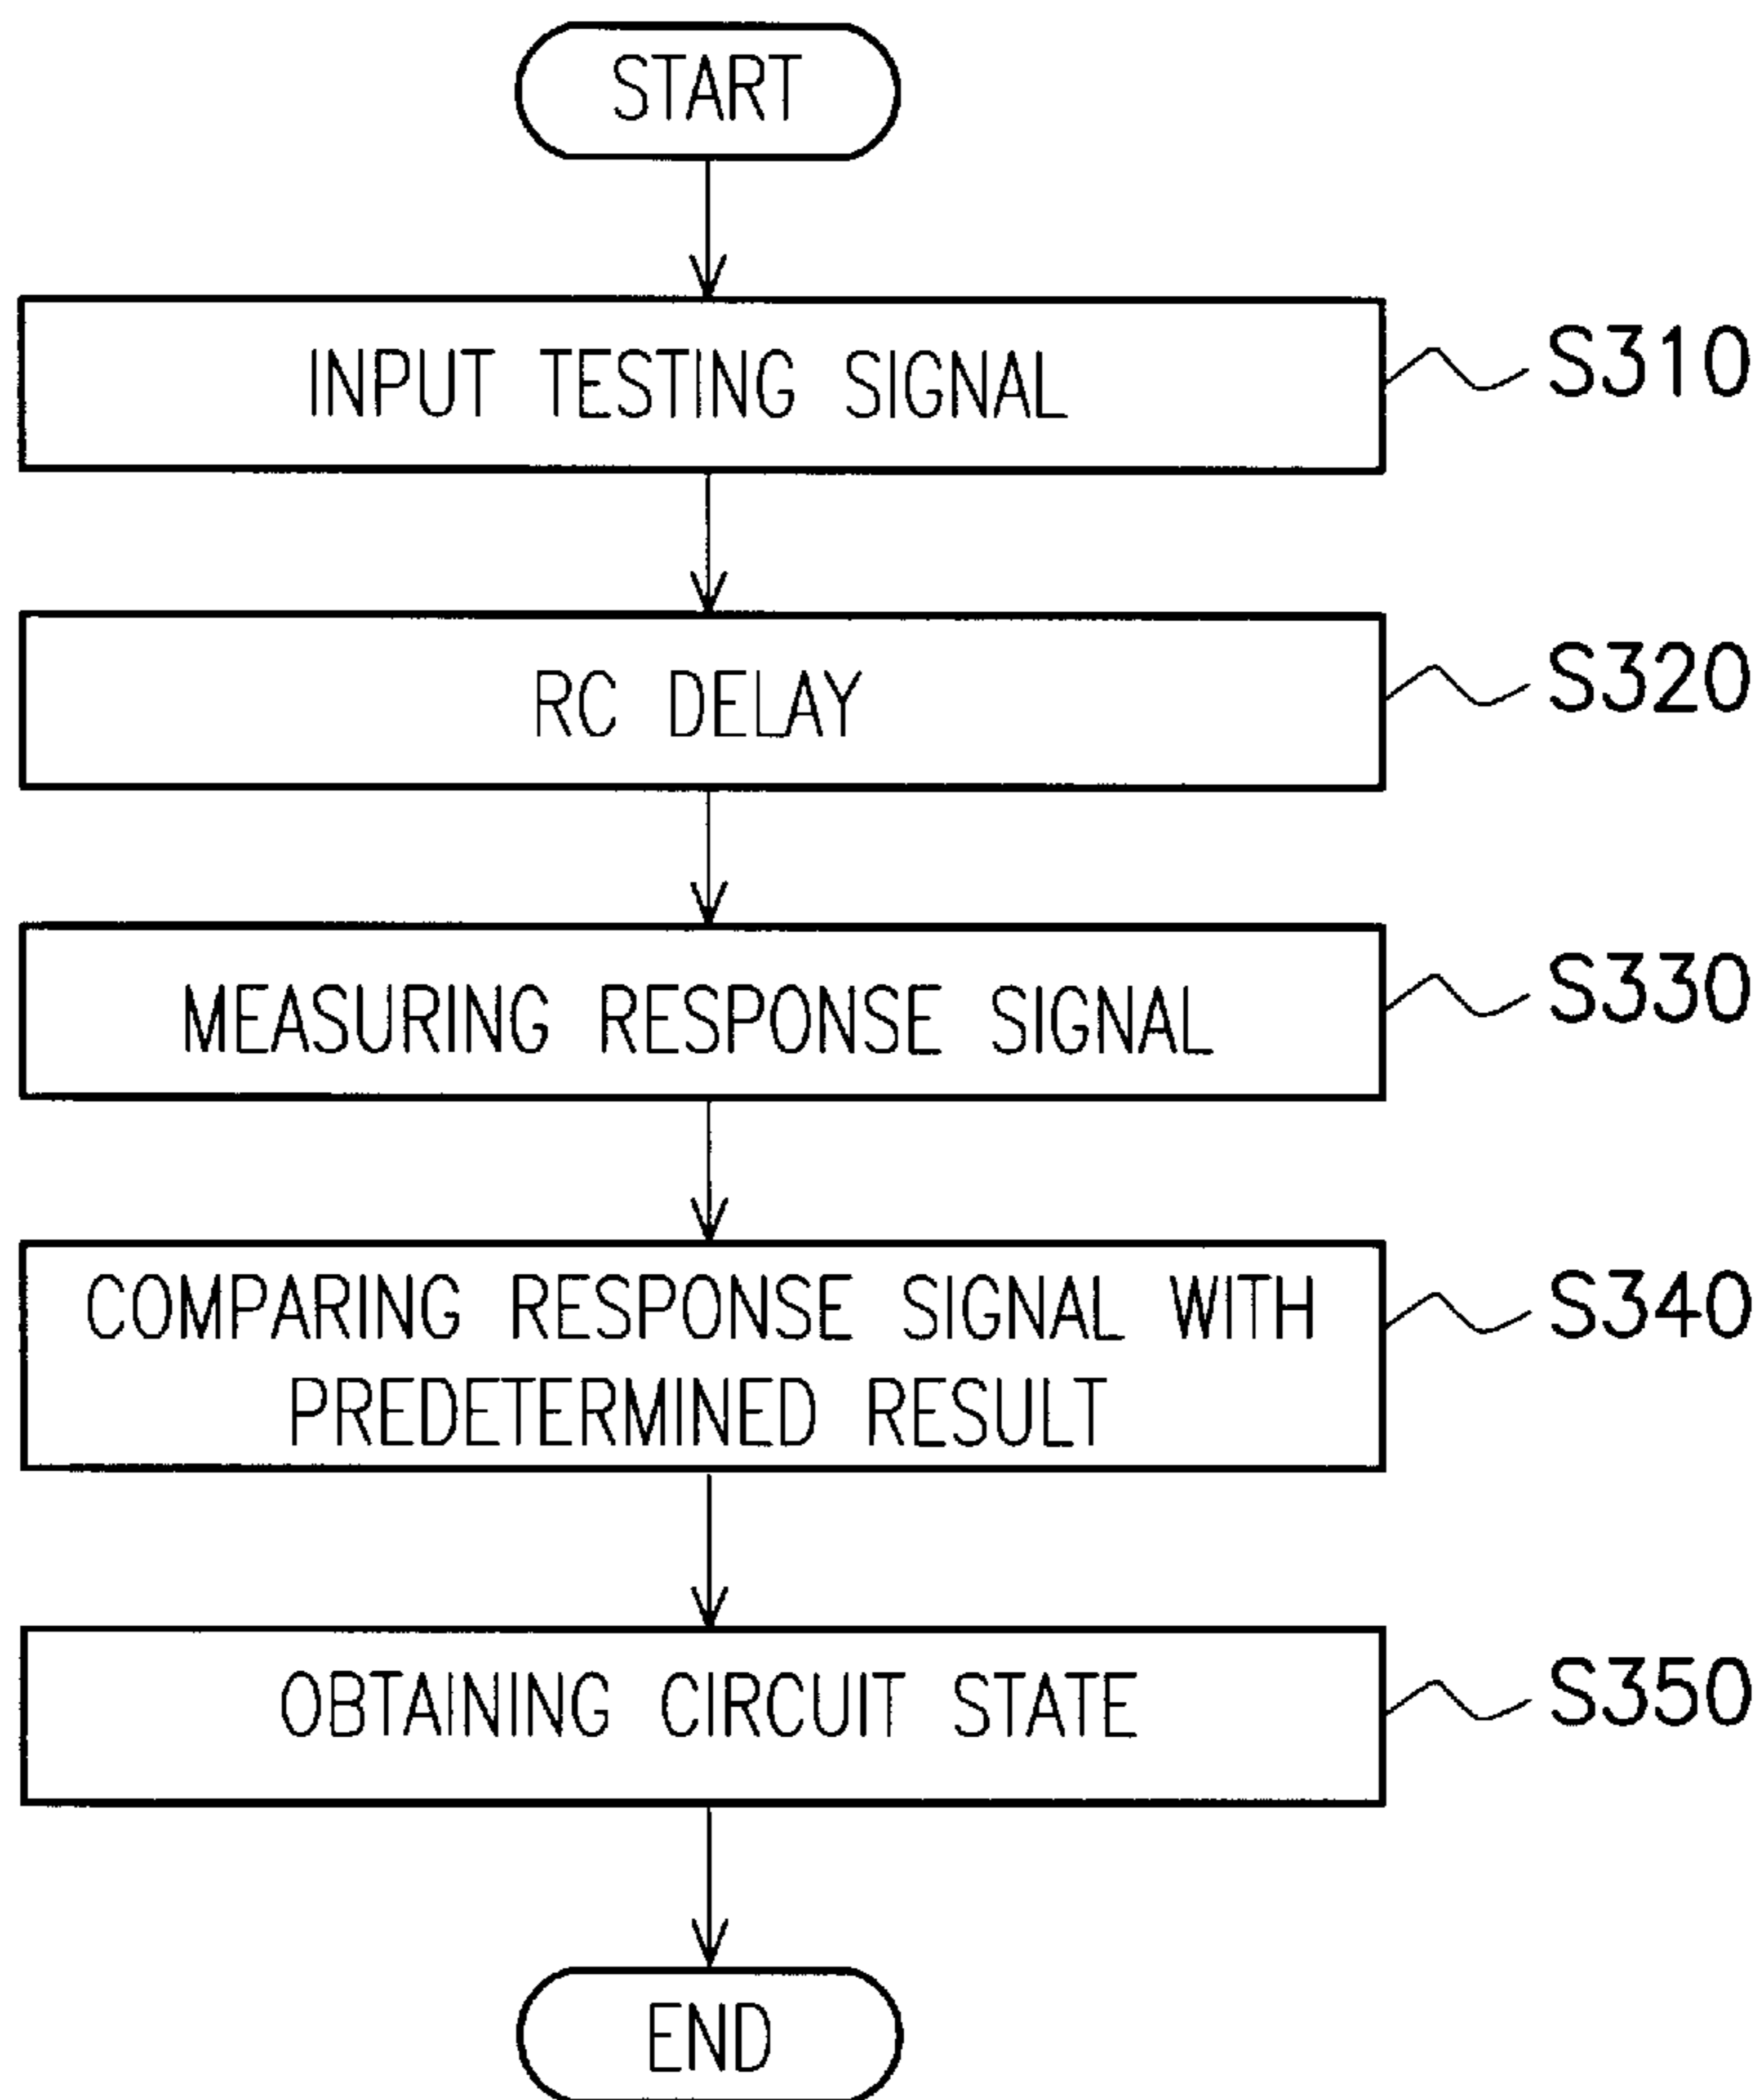 START
INPUT TESTING SIGNAL
S310
RC DELAY
S320
MEASURING RESPONSE SIGNAL
S330
COMPARING RESPONSE SIGNAL WITH
PREDETERMINED RESULT
S340
OBTAINING CIRCUIT STATE
S350
END